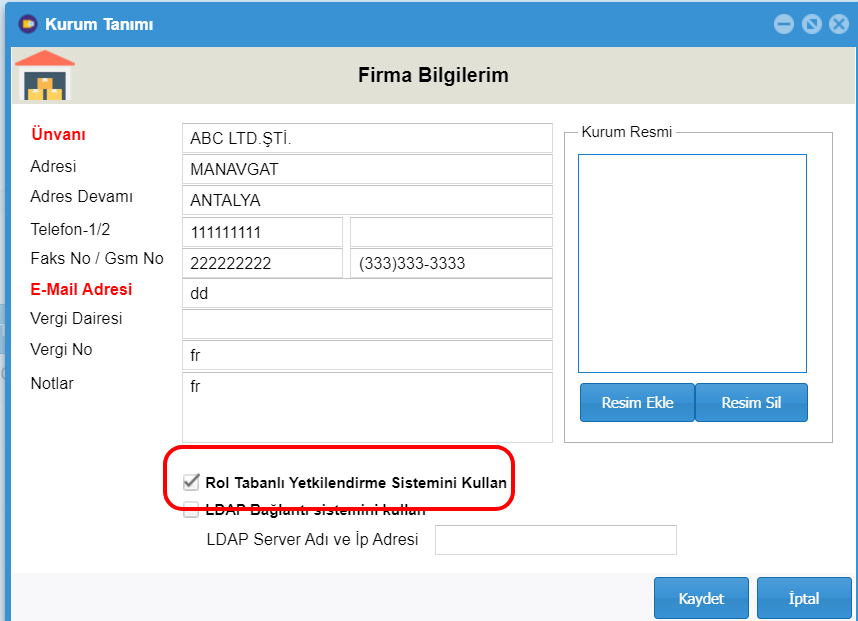 Kurum Tanımı
Firma Bilgilerim
Ünvanı ABC LTD.ŞTİ.
Adresi MANAVGAT
Adres Devamı ANTALYA
Telefon-1/2 111111111
Faks No / Gsm No 222222222 (333)333-3333
E-Mail Adresi dd
Vergi Dairesi
Vergi No fr
Notlar fr
Kurum Resmi
Resim Ekle Resim Sil
Rol Tabanlı Yetkilendirme Sistemini Kullan
LDAP Bağlantı sistemini kullan
LDAP Server Adı ve İp Adresi
Kaydet İptal